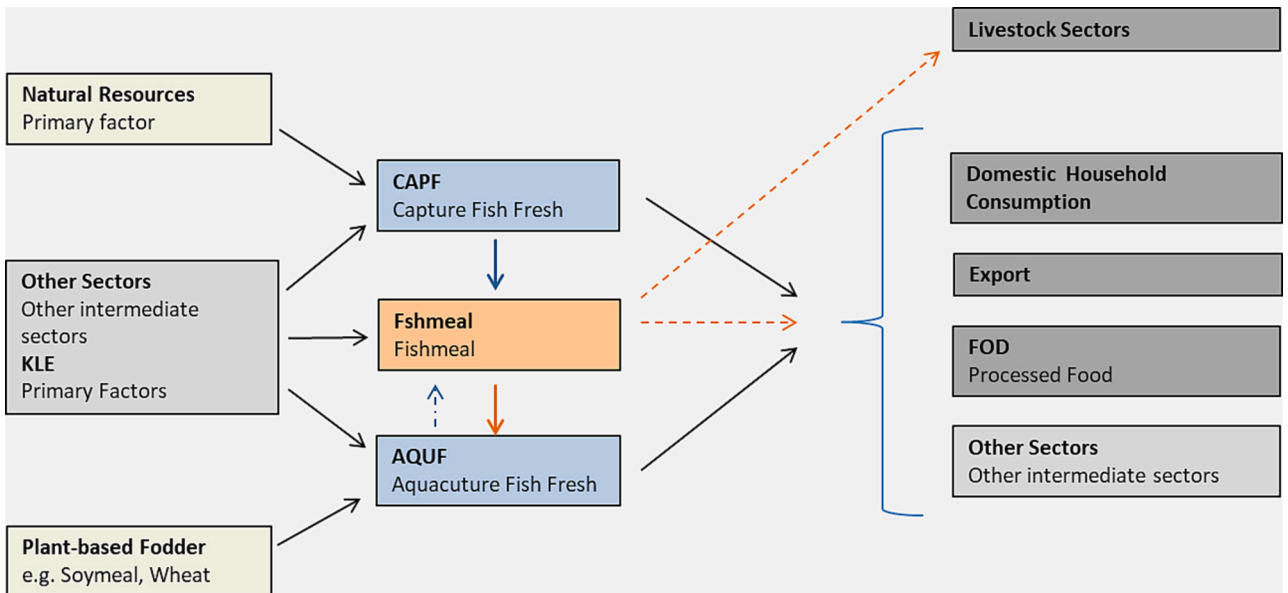 Natural Resources
Primary factor
Other Sectors
Other intermediate
sectors
KLE
Primary Factors
Plant-based Fodder
e.g. Soymeal, Wheat
CAPF
Capture Fish Fresh
Fshmeal
Fishmeal
AQUF
Aquacuture Fish Fresh
Livestock Sectors
Domestic Household
Consumption
Export
FOD
Processed Food
Other Sectors
Other intermediate sectors